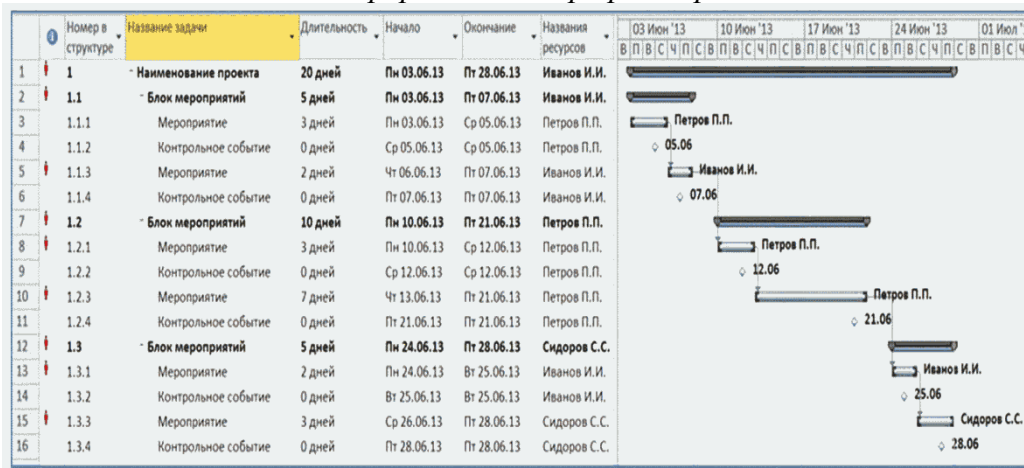 Номер в структуре Название задачи Длительность Начало Окончание Названия ресурсов 03 Июн '13 10 Июн '13 17 Июн '13 24 Июн '13 01 Июл '
В П В С Ч П С В П В С Ч П С В П В С Ч П С В П В С Ч П С В П В С Ч
1 1 Наименование проекта 20 дней Пн 03.06.13 Пт 28.06.13 Иванов И.И.
2 1.1 Блок мероприятий 5 дней Пн 03.06.13 Пт 07.06.13 Иванов И.И.
3 1.1.1 Мероприятие 3 дней Пн 03.06.13 Ср 05.06.13 Петров П.П. Петров П.П.
4 1.1.2 Контрольное событие 0 дней Ср 05.06.13 Ср 05.06.13 Петров П.П. 05.06
5 1.1.3 Мероприятие 2 дней Чт 06.06.13 Пт 07.06.13 Иванов И.И. Иванов И.И.
6 1.1.4 Контрольное событие 0 дней Пт 07.06.13 Пт 07.06.13 Иванов И.И. 07.06
7 1.2 Блок мероприятий 10 дней Пн 10.06.13 Пт 21.06.13 Петров П.П.
8 1.2.1 Мероприятие 3 дней Пн 10.06.13 Ср 12.06.13 Петров П.П. Петров П.П.
9 1.2.2 Контрольное событие 0 дней Ср 12.06.13 Ср 12.06.13 Петров П.П. 12.06
10 1.2.3 Мероприятие 7 дней Чт 13.06.13 Пт 21.06.13 Петров П.П. Петров П.П.
11 1.2.4 Контрольное событие 0 дней Пт 21.06.13 Пт 21.06.13 Петров П.П. 21.06
12 1.3 Блок мероприятий 5 дней Пн 24.06.13 Пт 28.06.13 Сидоров С.С.
13 1.3.1 Мероприятие 2 дней Пн 24.06.13 Вт 25.06.13 Иванов И.И. Иванов И.И.
14 1.3.2 Контрольное событие 0 дней Вт 25.06.13 Вт 25.06.13 Иванов И.И. 25.06
15 1.3.3 Мероприятие 3 дней Ср 26.06.13 Пт 28.06.13 Сидоров С.С. Сидоров С.С.
16 1.3.4 Контрольное событие 0 дней Пт 28.06.13 Пт 28.06.13 Сидоров С.С. 28.06